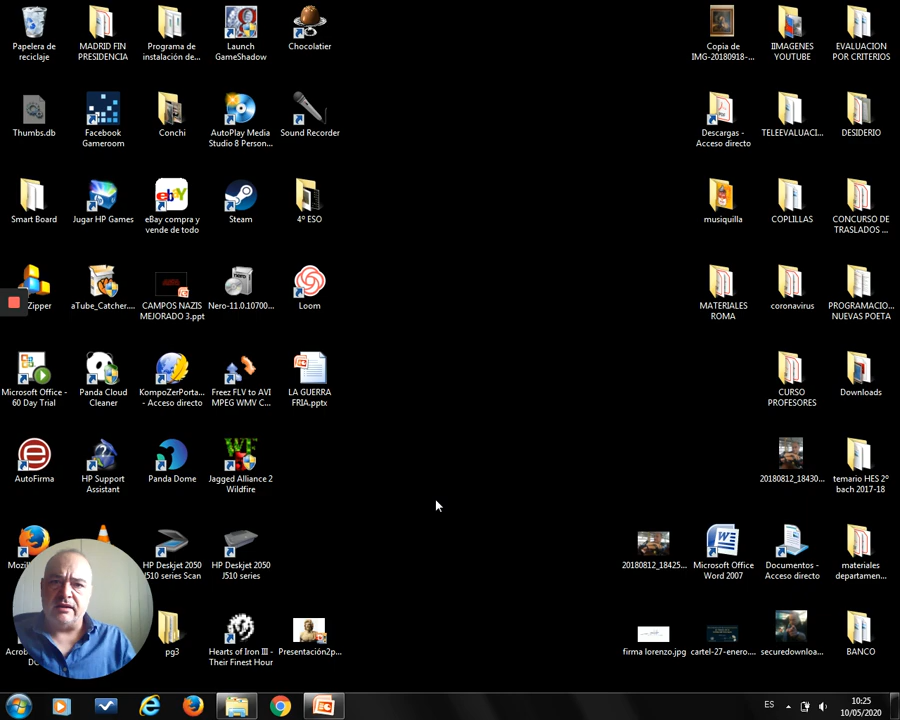 Papelera de
reciclaje
MADRID FIN
PRESIDENCIA
Programa de
instalación de...
Launch
GameShadow
Chocolatier
Copia de
IMG-20180918-...
IIMAGENES
YOUTUBE
EVALUACION
POR CRITERIOS
Thumbs.db
Facebook
Gameroom
Conchi
AutoPlay Media
Studio 8 Person...
Sound Recorder
Descargas -
Acceso directo
TELEEVALUACI...
DESIDERIO
Smart Board
Jugar HP Games
eBay compra y
vende de todo
Steam
4º ESO
musiquilla
COPLILLAS
CONCURSO DE
TRASLADOS ...
Zipper
aTube_Catcher....
CAMPOS NAZIS
MEJORADO 3.ppt
Nero-11.0.10700...
Loom
MATERIALES
ROMA
coronavirus
PROGRAMACIO...
NUEVAS POETA
Microsoft Office -
60 Day Trial
Panda Cloud
Cleaner
KompoZerPorta...
- Acceso directo
Freez FLV to AVI
MPEG WMV C...
LA GUERRA
FRIA.pptx
CURSO
PROFESORES
Downloads
AutoFirma
HP Support
Assistant
Panda Dome
Jagged Alliance 2
Wildfire
20180812_18430...
temario HES 2º
bach 2017-18
Mozil
HP Deskjet 2050
J510 series Scan
HP Deskjet 2050
J510 series
20180812_18425...
Microsoft Office
Word 2007
Documentos -
Acceso directo
materiales
departamen...
Acrob
DC
pg3
Hearts of Iron III -
Their Finest Hour
Presentación2p...
firma lorenzo.jpg
cartel-27-enero....
securedownloa...
BANCO
ES
10:25
10/05/2020